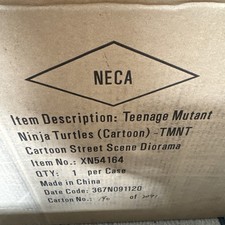 NECA
Item Description: Teenage Mutant
Ninja Turtles (Cartoon) -TMNT-
Cartoon Street Scene Diorama
Item No.: XN54164
QTY: 1 per Case
Made in China
Date Code: 367N091120
Carton No. of